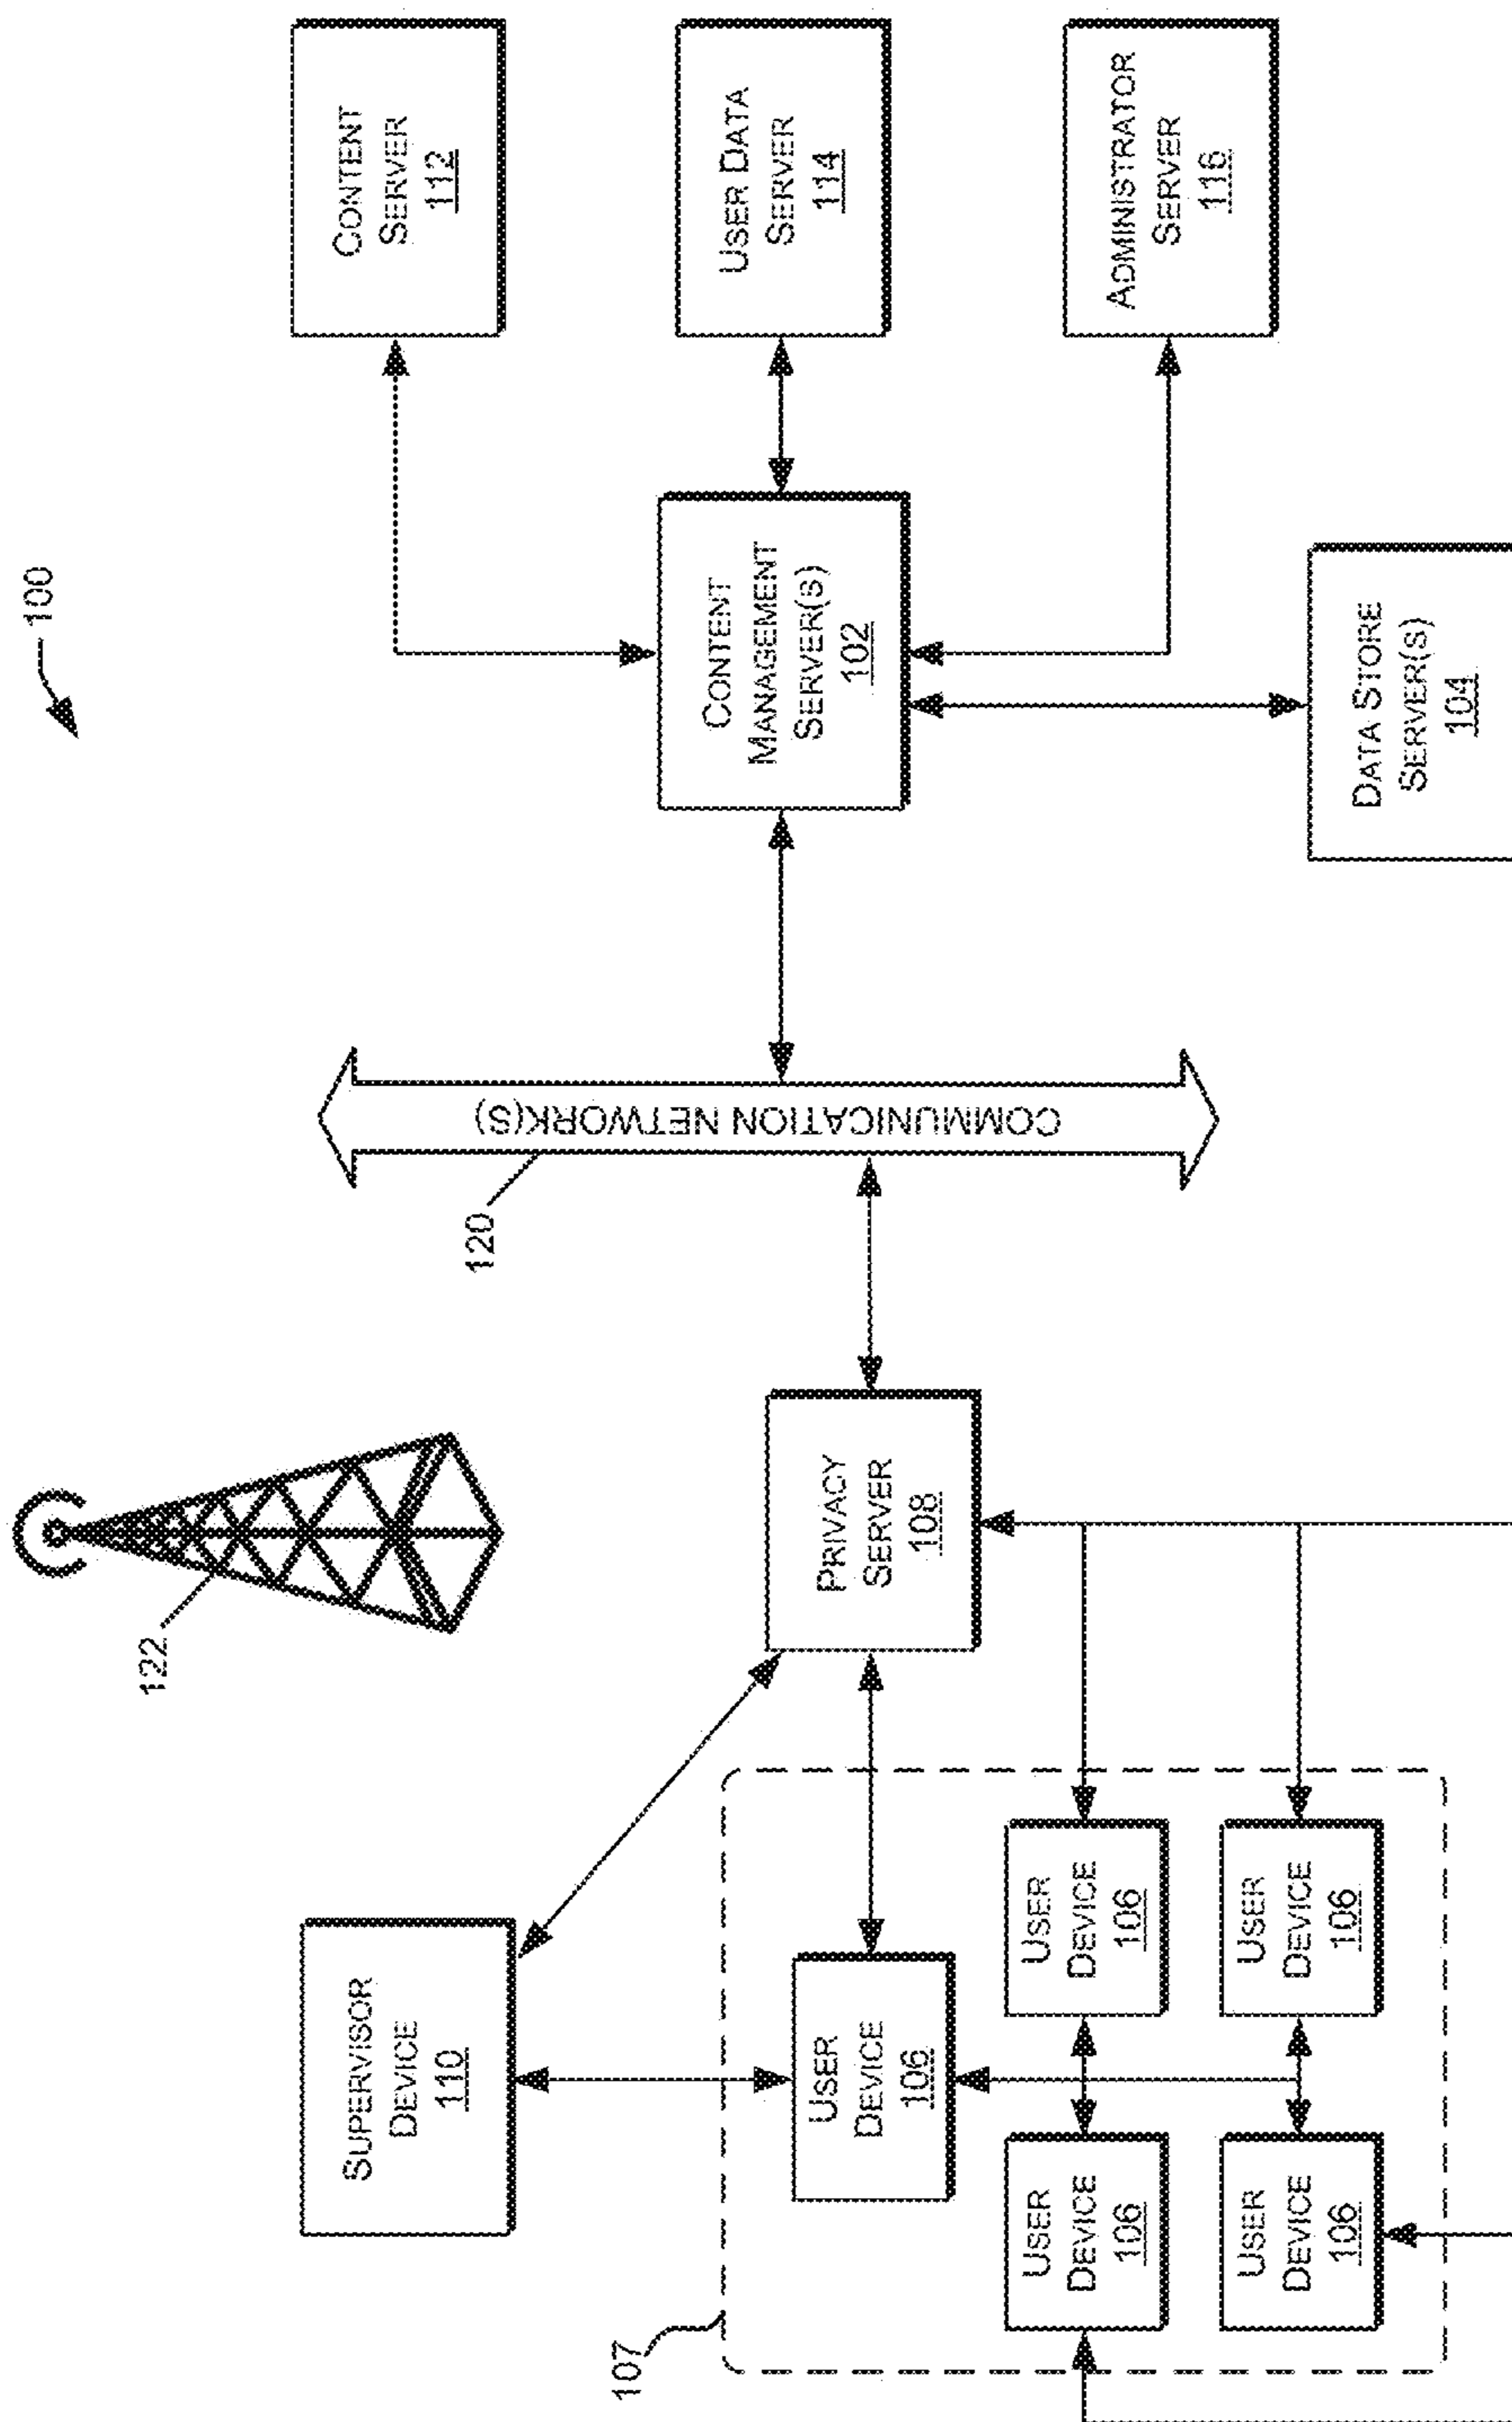 100
122
120
107
SUPERVISOR
DEVICE
110
PRIVACY
SERVER
108
COMMUNICATION NETWORK(S)
CONTENT
MANAGEMENT
SERVER(S)
102
CONTENT
SERVER
112
USER DATA
SERVER
114
ADMINISTRATOR
SERVER
116
DATA STORE
SERVER(S)
104
USER
DEVICE
106
USER
DEVICE
106
USER
DEVICE
106
USER
DEVICE
106
USER
DEVICE
106